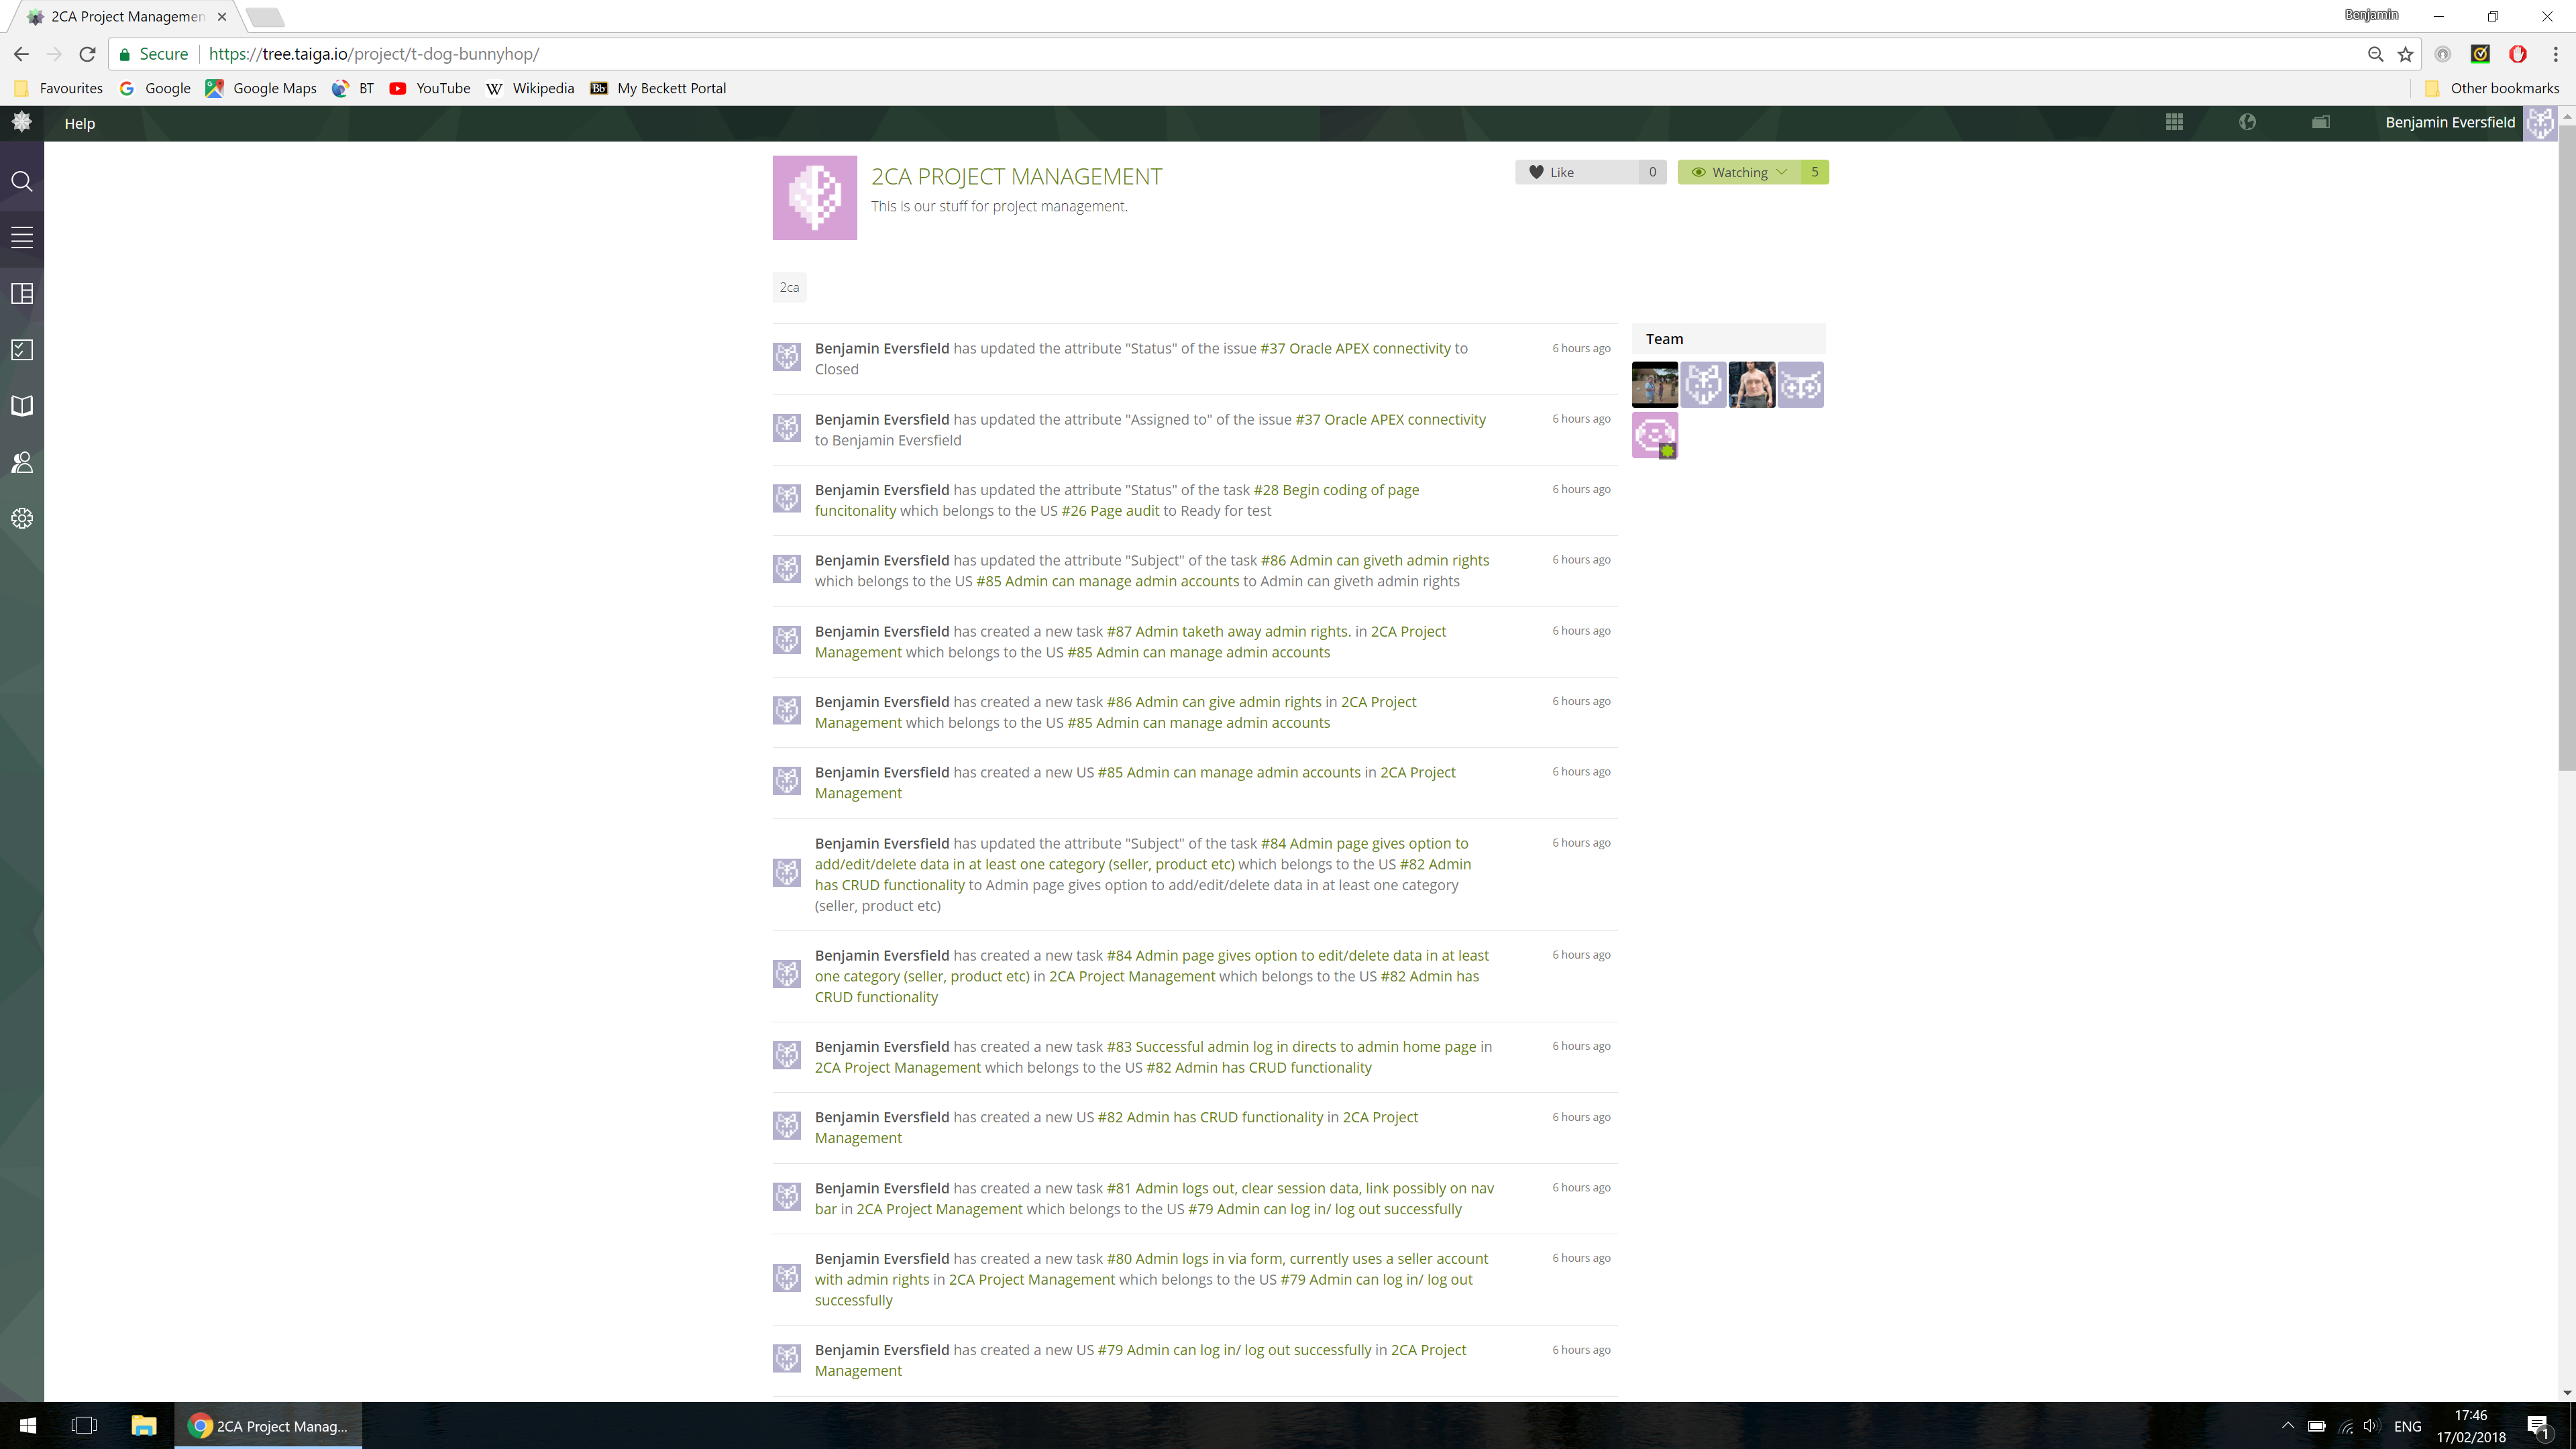 2CA Project Managemen
Benjamin
Secure
https://tree.taiga.io/project/t-dog-bunnyhop/
Favourites
Google
Google Maps
BT
YouTube
W Wikipedia
Bb My Beckett Portal
Other bookmarks
Help
Benjamin Eversfield
2CA PROJECT MANAGEMENT
This is our stuff for project management.
Like 0
Watching 5
2ca
Benjamin Eversfield has updated the attribute "Status" of the issue #37 Oracle APEX connectivity to
Closed
6 hours ago
Benjamin Eversfield has updated the attribute "Assigned to" of the issue #37 Oracle APEX connectivity
to Benjamin Eversfield
6 hours ago
Benjamin Eversfield has updated the attribute "Status" of the task #28 Begin coding of page
funcitonality which belongs to the US #26 Page audit to Ready for test
6 hours ago
Benjamin Eversfield has updated the attribute "Subject" of the task #86 Admin can giveth admin rights
which belongs to the US #85 Admin can manage admin accounts to Admin can giveth admin rights
6 hours ago
Benjamin Eversfield has created a new task #87 Admin taketh away admin rights. in 2CA Project
Management which belongs to the US #85 Admin can manage admin accounts
6 hours ago
Benjamin Eversfield has created a new task #86 Admin can give admin rights in 2CA Project
Management which belongs to the US #85 Admin can manage admin accounts
6 hours ago
Benjamin Eversfield has created a new US #85 Admin can manage admin accounts in 2CA Project
Management
6 hours ago
Benjamin Eversfield has updated the attribute "Subject" of the task #84 Admin page gives option to
add/edit/delete data in at least one category (seller, product etc) which belongs to the US #82 Admin
has CRUD functionality to Admin page gives option to add/edit/delete data in at least one category
(seller, product etc)
6 hours ago
Benjamin Eversfield has created a new task #84 Admin page gives option to edit/delete data in at least
one category (seller, product etc) in 2CA Project Management which belongs to the US #82 Admin has
CRUD functionality
6 hours ago
Benjamin Eversfield has created a new task #83 Successful admin log in directs to admin home page in
2CA Project Management which belongs to the US #82 Admin has CRUD functionality
6 hours ago
Benjamin Eversfield has created a new US #82 Admin has CRUD functionality in 2CA Project
Management
6 hours ago
Benjamin Eversfield has created a new task #81 Admin logs out, clear session data, link possibly on nav
bar in 2CA Project Management which belongs to the US #79 Admin can log in/ log out successfully
6 hours ago
Benjamin Eversfield has created a new task #80 Admin logs in via form, currently uses a seller account
with admin rights in 2CA Project Management which belongs to the US #79 Admin can log in/ log out
successfully
6 hours ago
Benjamin Eversfield has created a new US #79 Admin can log in/ log out successfully in 2CA Project
Management
6 hours ago
Team
2CA Project Manag...
ENG
17:46
17/02/2018
1